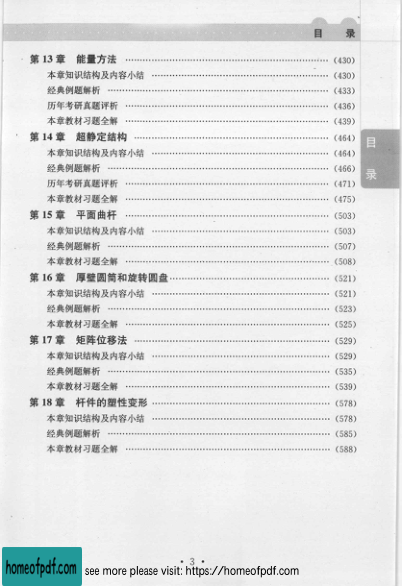 目 录
第 13 章 能量方法 (430)
本章知识结构及内容小结 (430)
经典例题解析 (433)
历年考研真题评析 (436)
本章教材习题全解 (439)
第 14 章 超静定结构 (464)
本章知识结构及内容小结 (464)
经典例题解析 (466)
历年考研真题评析 (471)
本章教材习题全解 (475)
第 15 章 平面曲杆 (503)
本章知识结构及内容小结 (503)
经典例题解析 (507)
本章教材习题全解 (508)
第 16 章 厚壁圆筒和旋转圆盘 (521)
本章知识结构及内容小结 (521)
经典例题解析 (523)
本章教材习题全解 (525)
第 17 章 矩阵位移法 (529)
本章知识结构及内容小结 (529)
经典例题解析 (535)
本章教材习题全解 (539)
第 18 章 杆件的塑性变形 (578)
本章知识结构及内容小结 (578)
经典例题解析 (585)
本章教材习题全解 (588)
目
录
· 3 ·
homeofpdf.com see more please visit: https://homeofpdf.com